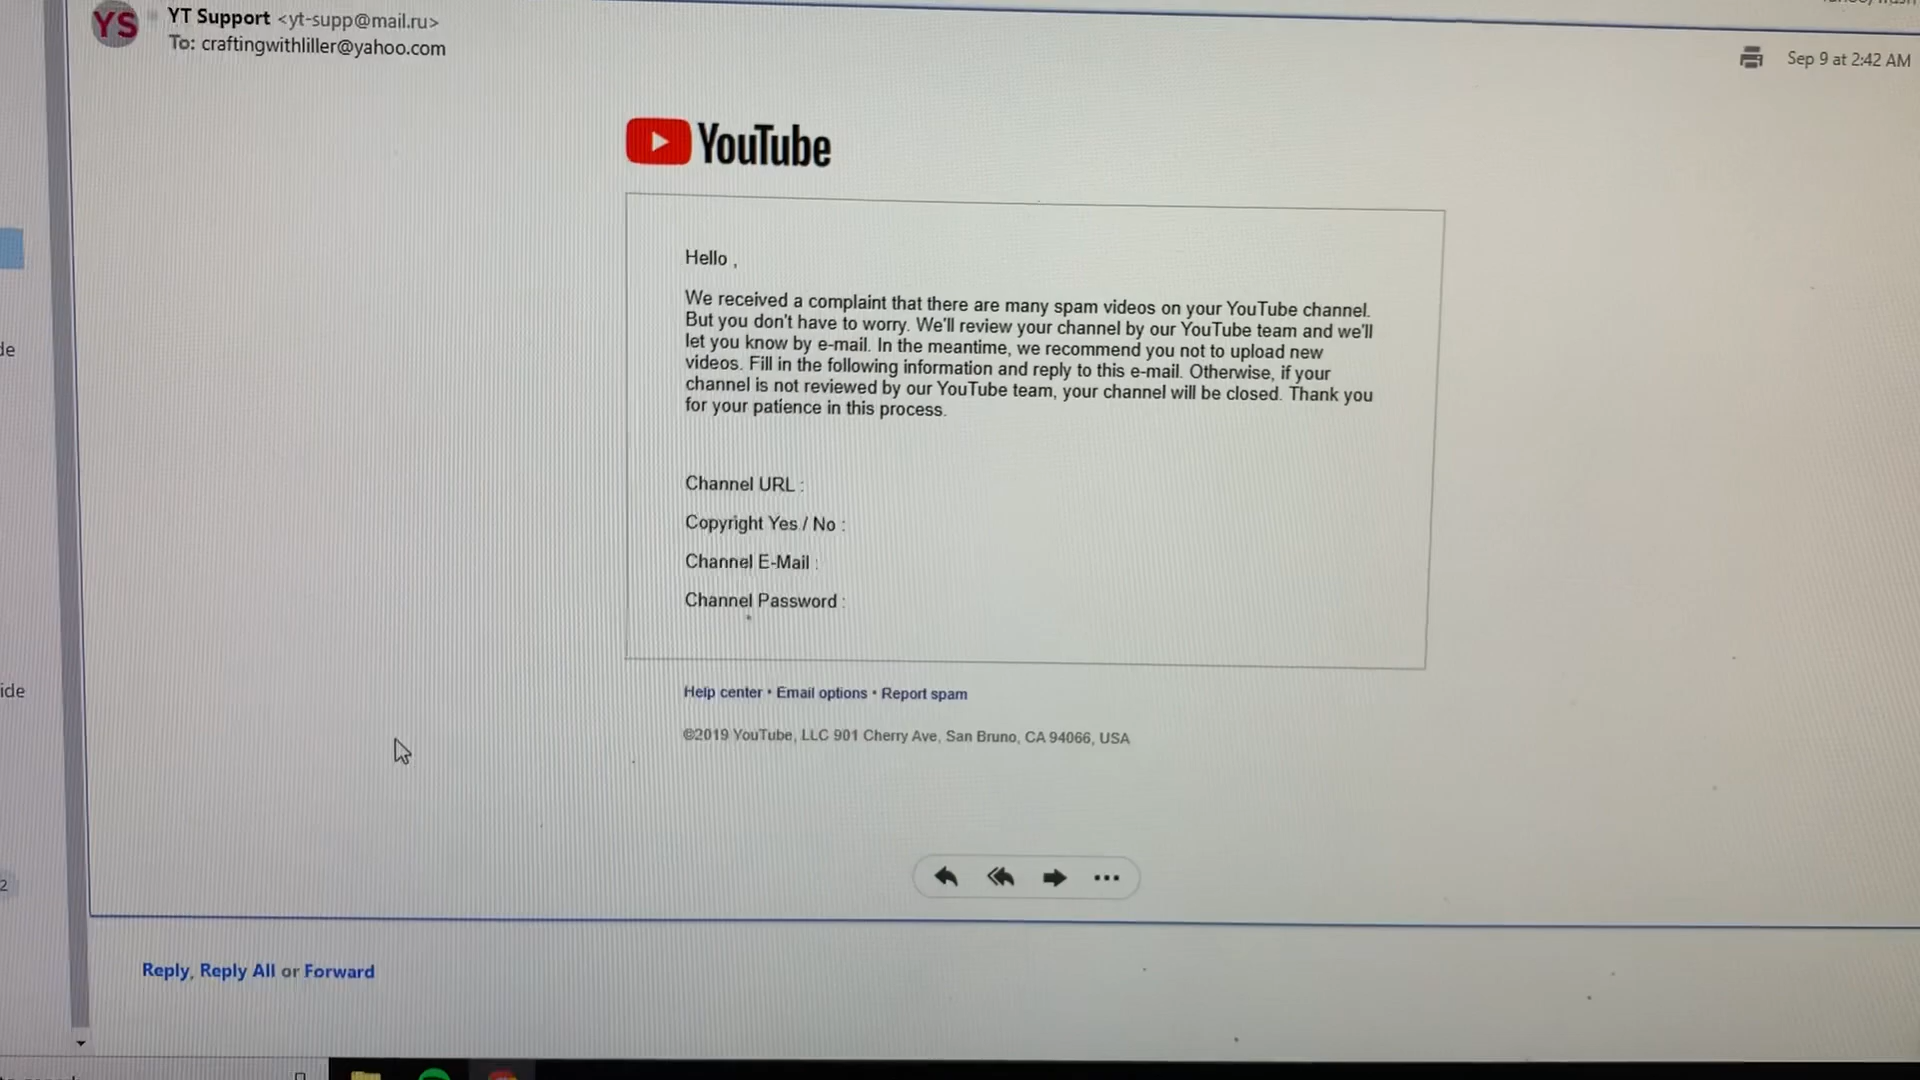 YS
YT Support <yt-supp@mail.ru>
To: craftingwithliller@yahoo.com
Sep 9 at 2:42 AM
YouTube
Hello ,
We received a complaint that there are many spam videos on your YouTube channel.
But you don't have to worry. We'll review your channel by our YouTube team and we'll
let you know by e-mail. In the meantime, we recommend you not to upload new
videos. Fill in the following information and reply to this e-mail. Otherwise, if your
channel is not reviewed by our YouTube team, your channel will be closed. Thank you
for your patience in this process.
Channel URL :
Copyright Yes / No :
Channel E-Mail :
Channel Password :
Help center • Email options • Report spam
©2019 YouTube, LLC 901 Cherry Ave, San Bruno, CA 94066, USA
de
ide
2
Reply, Reply All or Forward